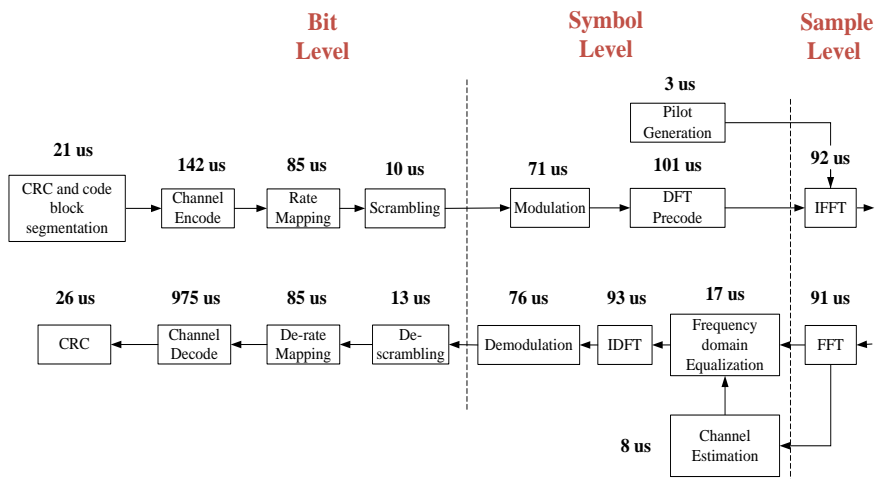 Bit
Level
Symbol
Level
Sample
Level
3 us
Pilot
Generation
21 us
CRC and code
block
segmentation
142 us
Channel
Encode
85 us
Rate
Mapping
10 us
Scrambling
71 us
Modulation
101 us
DFT
Precode
92 us
IFFT
26 us
CRC
975 us
Channel
Decode
85 us
De-rate
Mapping
13 us
De-
scrambling
76 us
Demodulation
93 us
IDFT
17 us
Frequency
domain
Equalization
91 us
FFT
8 us
Channel
Estimation